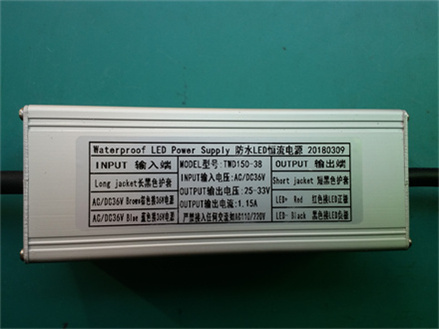 Waterproof LED Power Supply 防水LED恒流电源 20180309
INPUT 输入端
MODEL型号: TWD150-38
OUTPUT 输出端
Long jacket长黑色护套
INPUT输入电压:AC/DC36V
OUTPUT输出电压: 25-33V
Short jacket 短黑色护套
AC/DC36V Brown棕色接36V电源
OUTPUT输出电流: 1.15A
LED+ Red 红色接LED正极
AC/DC36V Blue 蓝色接36V电源
严禁接入任何交流如AC110/220V
LED- Black 黑色接LED负极